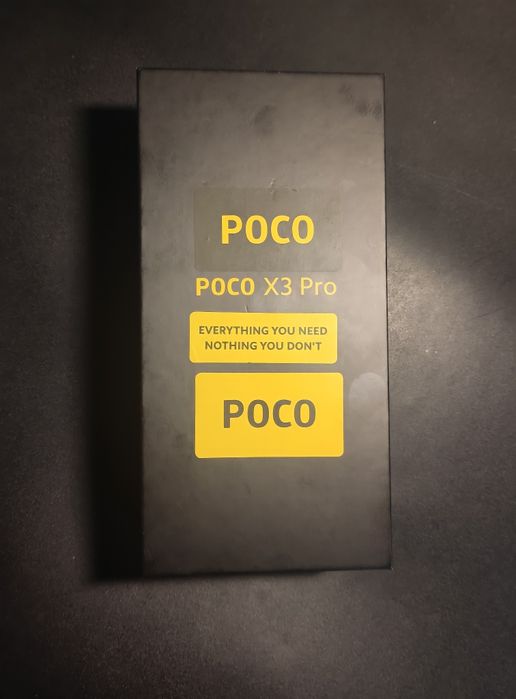 POCO
POCO X3 Pro
EVERYTHING YOU NEED
NOTHING YOU DON'T
POCO